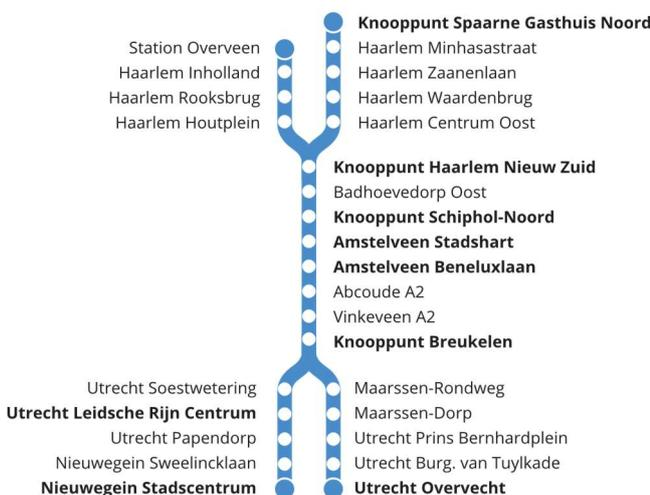 Knooppunt Spaarne Gasthuis Noord
Station Overveen
Haarlem Minhasastraat
Haarlem Inholland
Haarlem Zaanenlaan
Haarlem Rooksbrug
Haarlem Waardenbrug
Haarlem Houtplein
Haarlem Centrum Oost
Knooppunt Haarlem Nieuw Zuid
Badhoevedorp Oost
Knooppunt Schiphol-Noord
Amstelveen Stadshart
Amstelveen Beneluxlaan
Abcoude A2
Vinkeveen A2
Knooppunt Breukelen
Utrecht Soestwetering
Maarssen-Rondweg
Utrecht Leidsche Rijn Centrum
Maarssen-Dorp
Utrecht Papendorp
Utrecht Prins Bernhardplein
Nieuwegein Sweelincklaan
Utrecht Burg. van Tuylkade
Nieuwegein Stadscentrum
Utrecht Overvecht